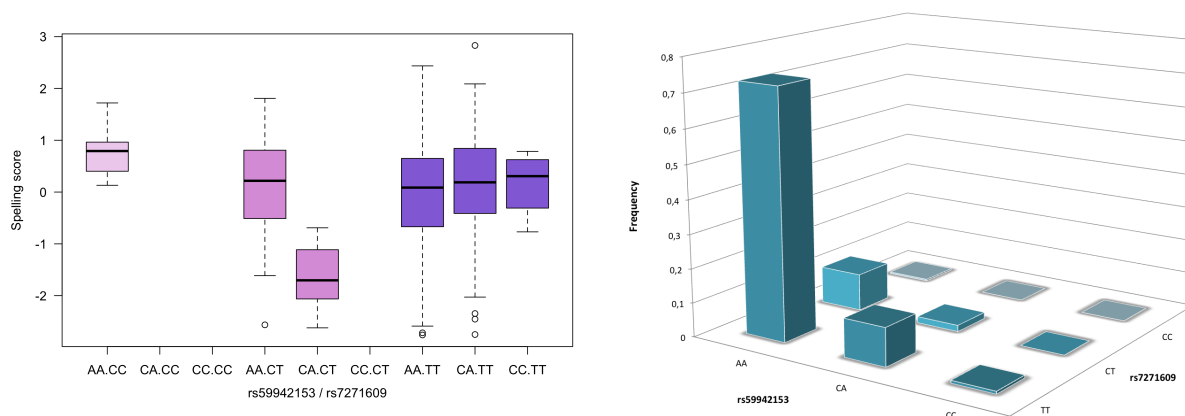 3
2
1
0
-1
-2
Spelling score
AA.CC CA.CC CC.CC AA.CT CA.CT CC.CT AA.TT CA.TT CC.TT
rs59942153 / rs7271609
0,8
0,7
0,6
0,5
0,4
0,3
0,2
0,1
0
Frequency
AA
CA
CC
rs59942153
TT
CT
CC
rs7271609